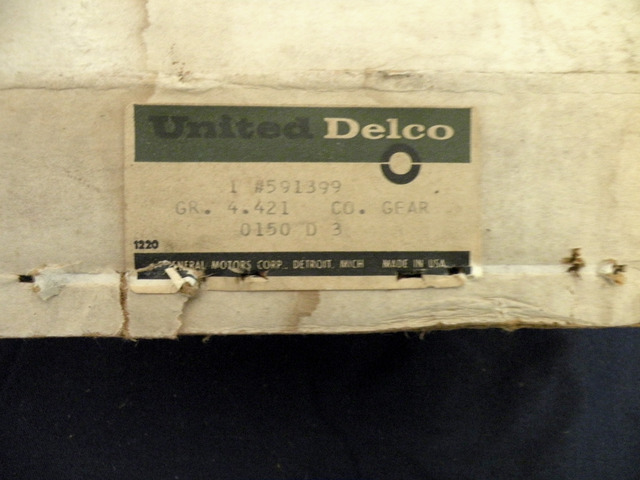 United Delco
1 #591399
GR. 4.421 CO. GEAR
0150 D 3
1220
GENERAL MOTORS CORP., DETROIT, MICH MADE IN USA